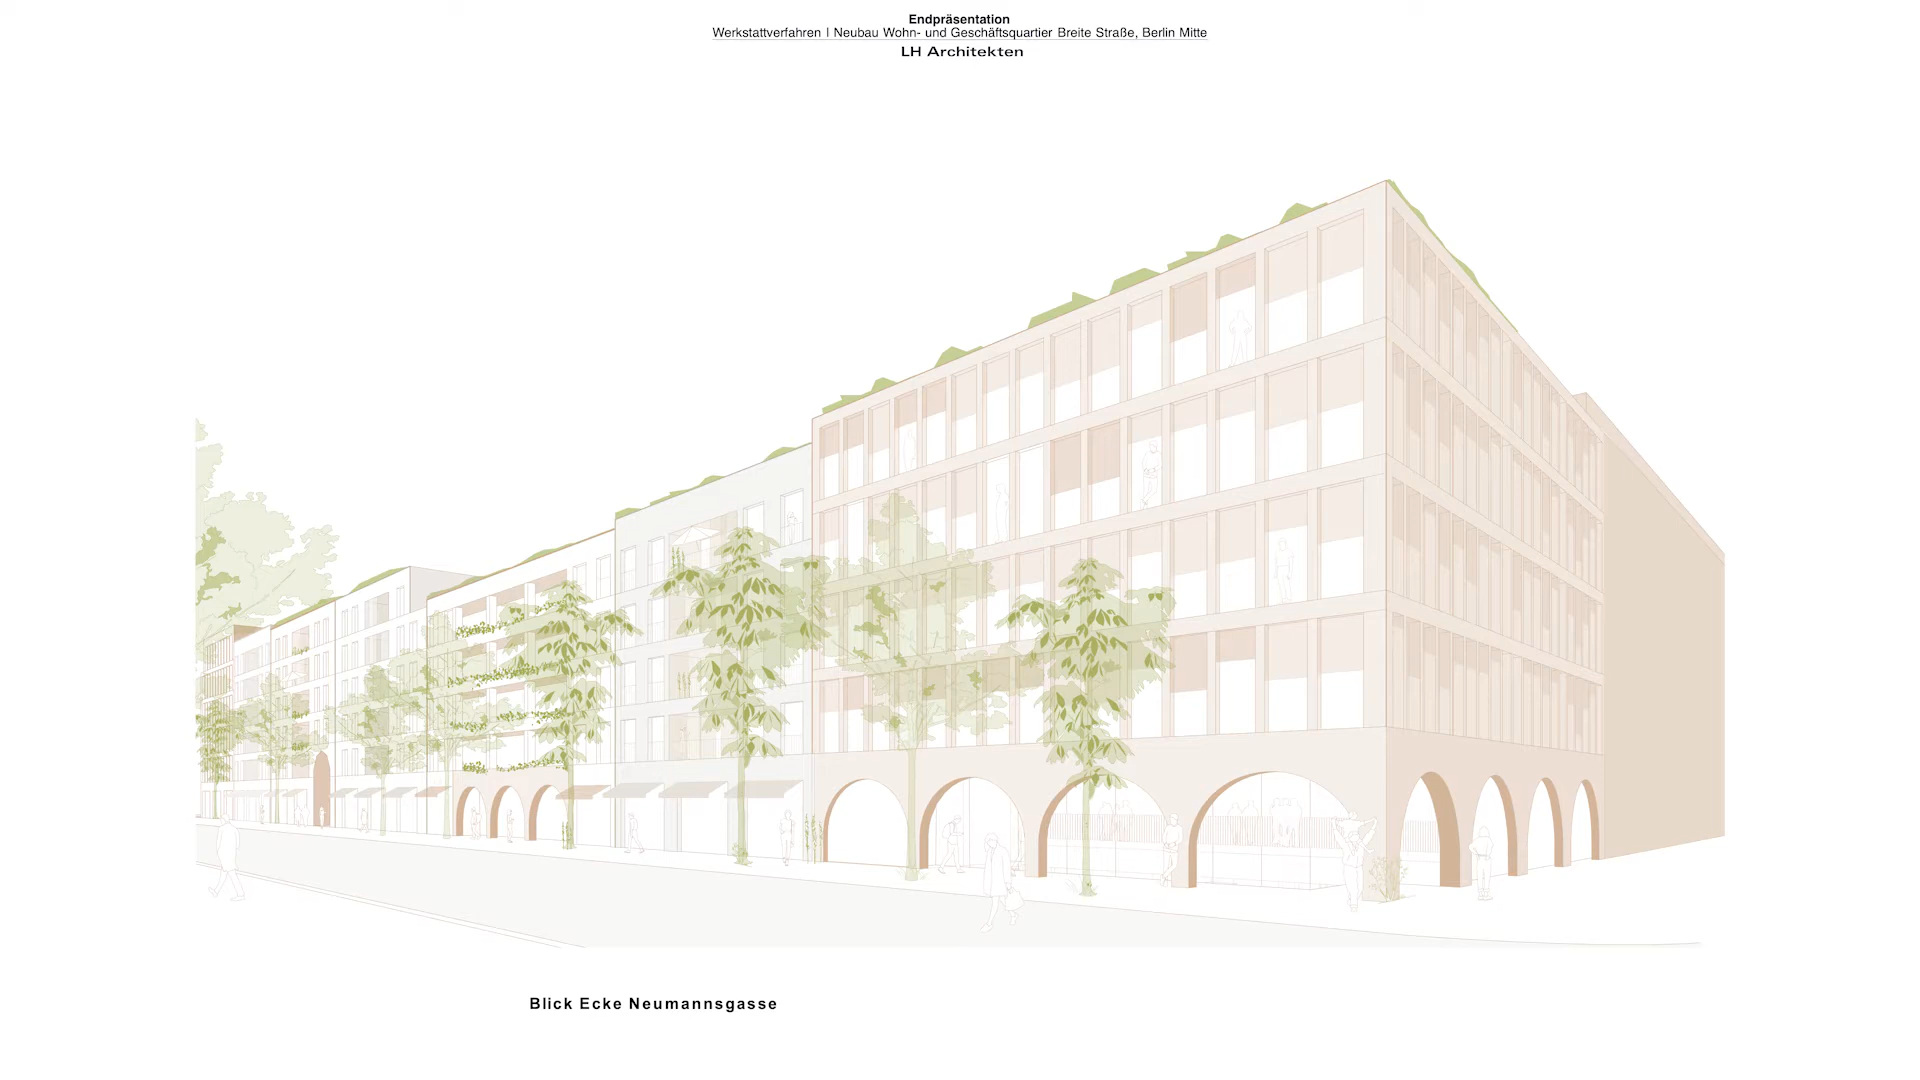 Endpräsentation
Werkstattverfahren | Neubau Wohn- und Geschäftsquartier Breite Straße, Berlin Mitte
LH Architekten
Blick Ecke Neumannsgasse